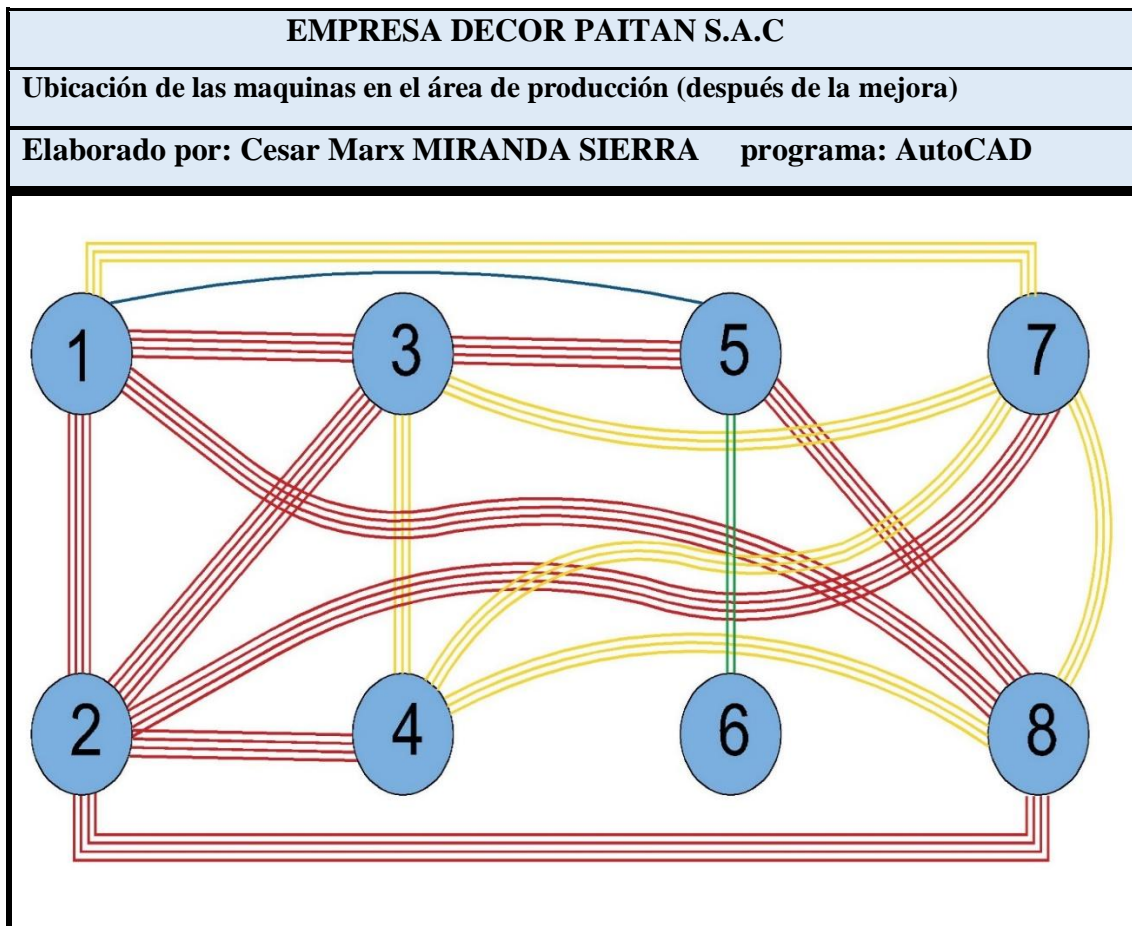 EMPRESA DECOR PAITAN S.A.C
Ubicación de las maquinas en el área de producción (después de la mejora)
Elaborado por: Cesar Marx MIRANDA SIERRA programa: AutoCAD
1 3 5 7
2 4 6 8